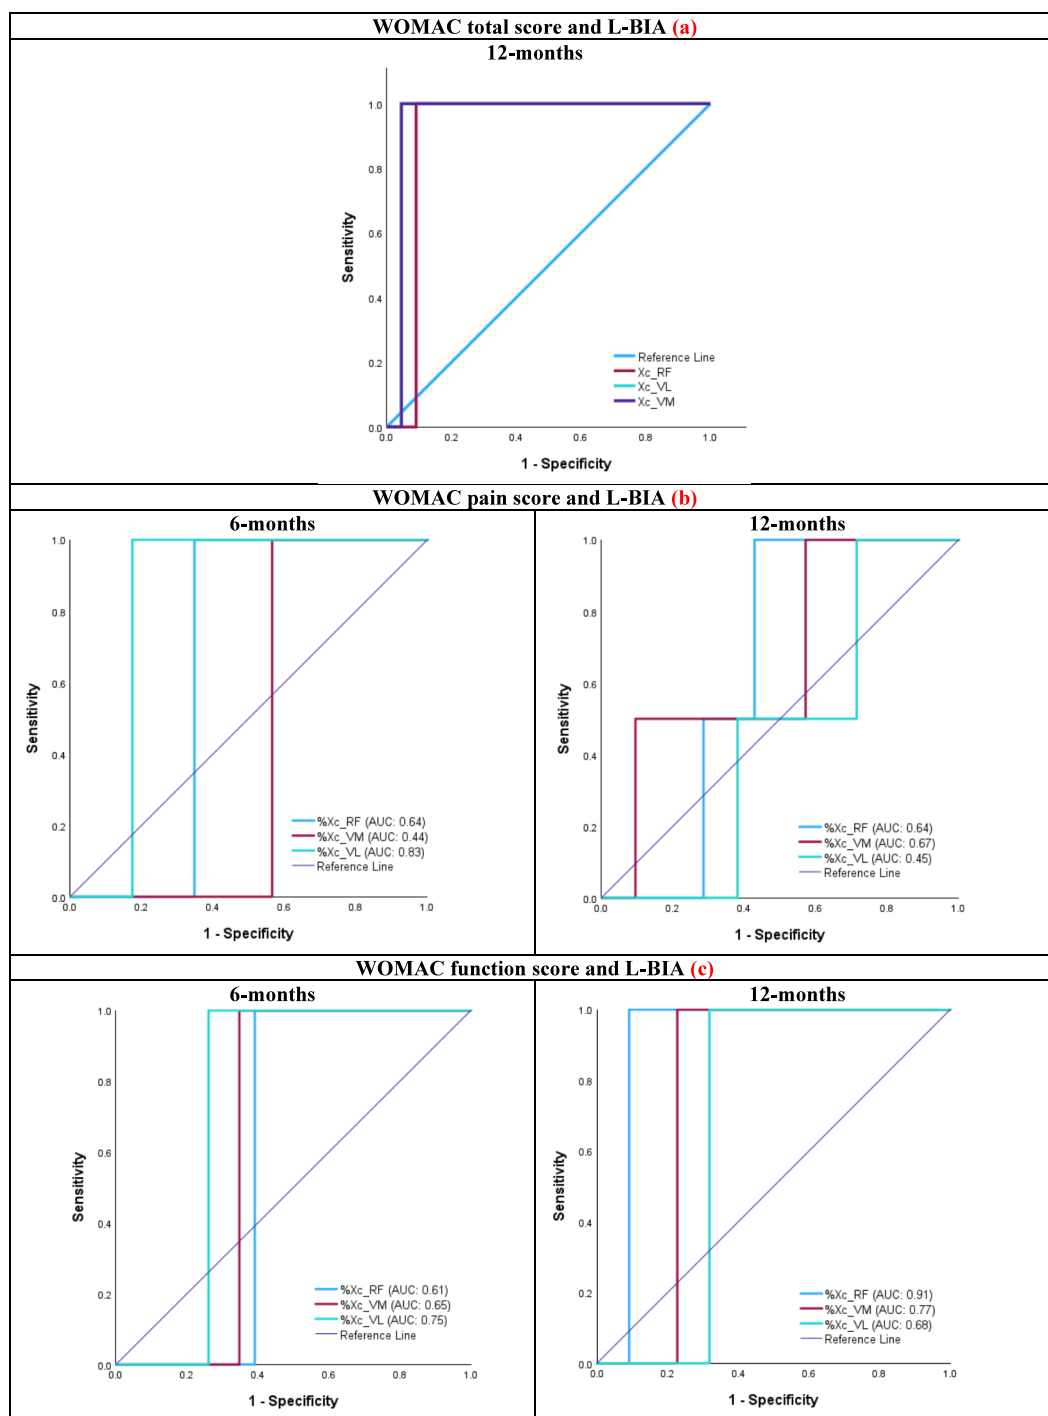 WOMAC total score and L-BIA (a)
12-months
1.0
0.8
0.6
0.4
0.2
0.0
Sensitivity
Reference Line
Xc_RF
Xc_VL
Xc_VM
0.0 0.2 0.4 0.6 0.8 1.0
1 - Specificity
WOMAC pain score and L-BIA (b)
6-months
1.0
0.8
0.6
0.4
0.2
0.0
Sensitivity
%Xc_RF (AUC: 0.64)
%Xc_VM (AUC: 0.44)
%Xc_VL (AUC: 0.83)
Reference Line
0.0 0.2 0.4 0.6 0.8 1.0
1 - Specificity
12-months
1.0
0.8
0.6
0.4
0.2
0.0
Sensitivity
%Xc_RF (AUC: 0.64)
%Xc_VM (AUC: 0.67)
%Xc_VL (AUC: 0.45)
Reference Line
0.0 0.2 0.4 0.6 0.8 1.0
1 - Specificity
WOMAC function score and L-BIA (c)
6-months
1.0
0.8
0.6
0.4
0.2
0.0
Sensitivity
%Xc_RF (AUC: 0.61)
%Xc_VM (AUC: 0.65)
%Xc_VL (AUC: 0.75)
Reference Line
0.0 0.2 0.4 0.6 0.8 1.0
1 - Specificity
12-months
1.0
0.8
0.6
0.4
0.2
0.0
Sensitivity
%Xc_RF (AUC: 0.91)
%Xc_VM (AUC: 0.77)
%Xc_VL (AUC: 0.68)
Reference Line
0.0 0.2 0.4 0.6 0.8 1.0
1 - Specificity